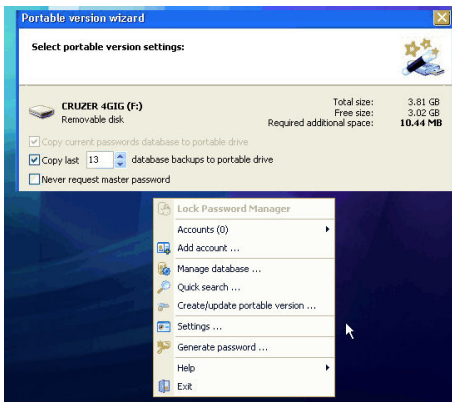 Portable version wizard
Select portable version settings:
CRUZER 4GIG (F:)
Removable disk
Total size: 3.81 GB
Free size: 3.02 GB
Required additional space: 10.44 MB
Copy current passwords database to portable drive
Copy last 13 database backups to portable drive
Never request master password
Lock Password Manager
Accounts (0)
Add account ...
Manage database ...
Quick search ...
Create/update portable version ...
Settings ...
Generate password ...
Help
Exit